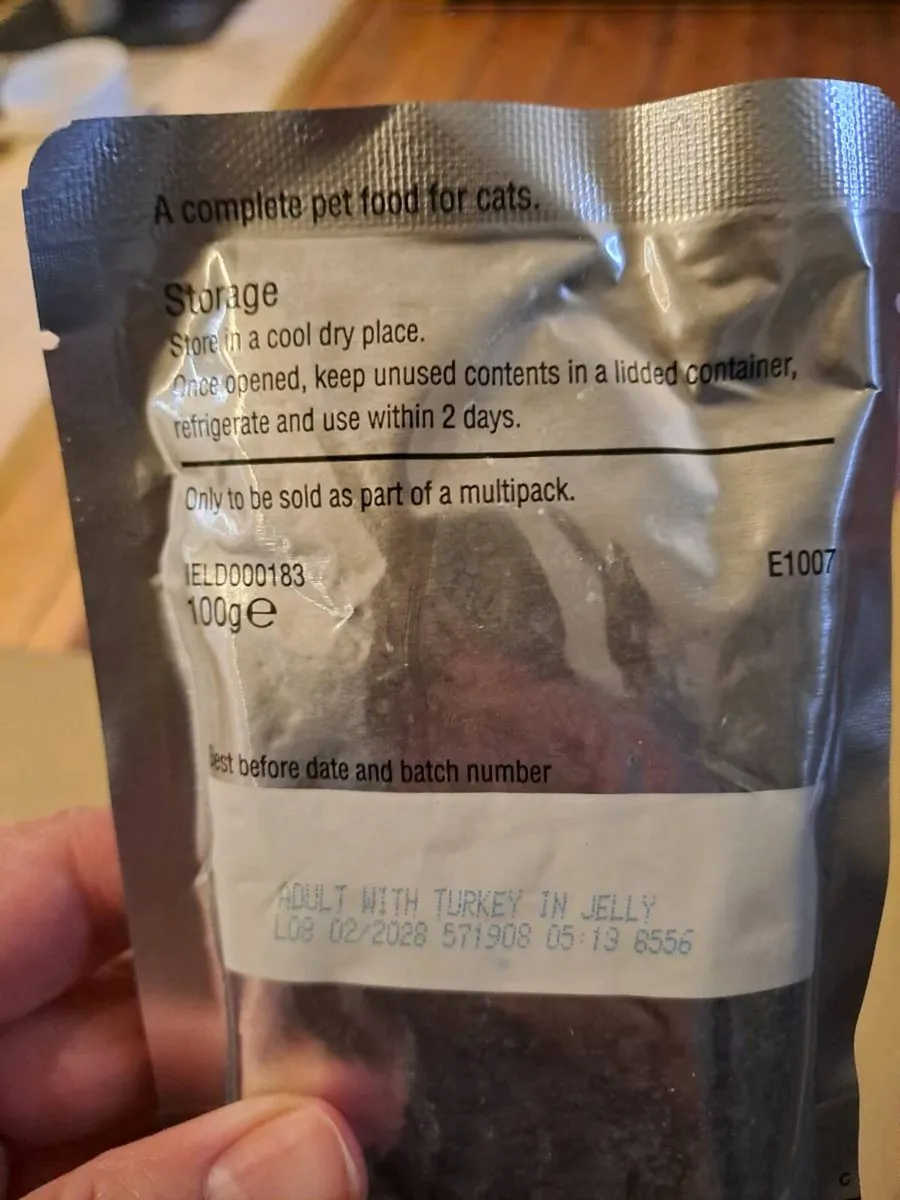 A complete pet food for cats.
Storage
Store in a cool dry place.
Once opened, keep unused contents in a lidded container,
refrigerate and use within 2 days.
Only to be sold as part of a multipack.
IELD000183
E1007
100g℮
Best before date and batch number
ADULT WITH TURKEY IN JELLY
L08 02/2028 571908 05:19 8556
C